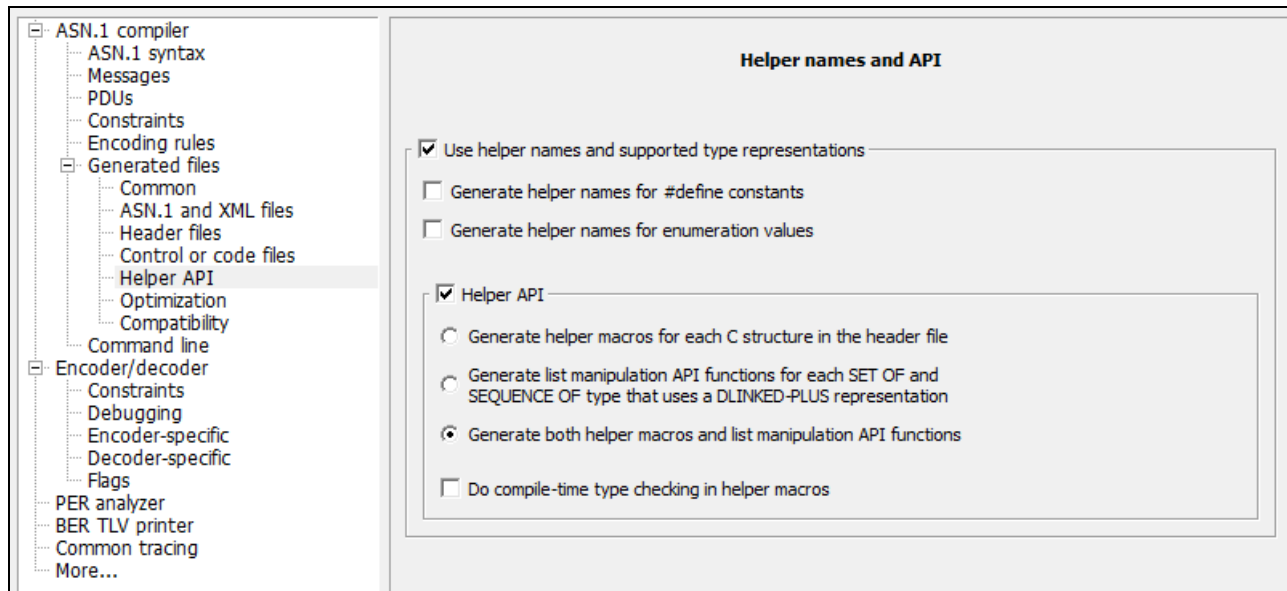 ASN.1 compiler
ASN.1 syntax
Messages
PDUs
Constraints
Encoding rules
Generated files
Common
ASN.1 and XML files
Header files
Control or code files
Helper API
Optimization
Compatibility
Command line
Encoder/decoder
Constraints
Debugging
Encoder-specific
Decoder-specific
Flags
PER analyzer
BER TLV printer
Common tracing
More...
Helper names and API
Use helper names and supported type representations
Generate helper names for #define constants
Generate helper names for enumeration values
Helper API
Generate helper macros for each C structure in the header file
Generate list manipulation API functions for each SET OF and
SEQUENCE OF type that uses a DLINKED-PLUS representation
Generate both helper macros and list manipulation API functions
Do compile-time type checking in helper macros